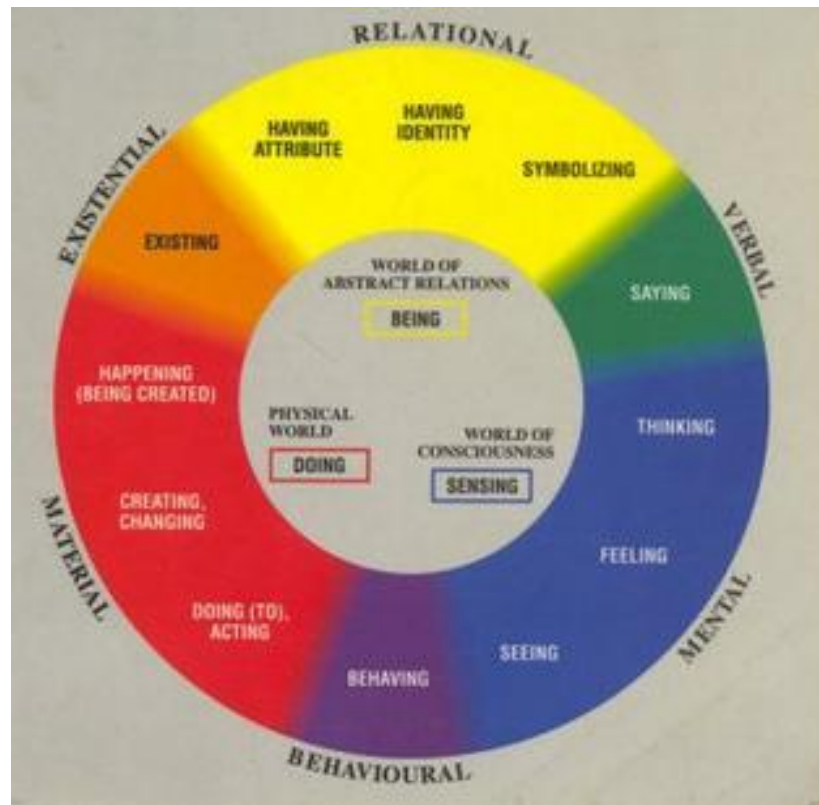 RELATIONAL
HAVING
ATTRIBUTE
HAVING
IDENTITY
SYMBOLIZING
EXISTENTIAL
EXISTING
VERBAL
SAYING
WORLD OF
ABSTRACT RELATIONS
BEING
HAPPENING
(BEING CREATED)
PHYSICAL
WORLD
DOING
WORLD OF
CONSCIOUSNESS
SENSING
THINKING
MATERIAL
CREATING,
CHANGING
FEELING
MENTAL
DOING (TO),
ACTING
SEEING
BEHAVING
BEHAVIOURAL